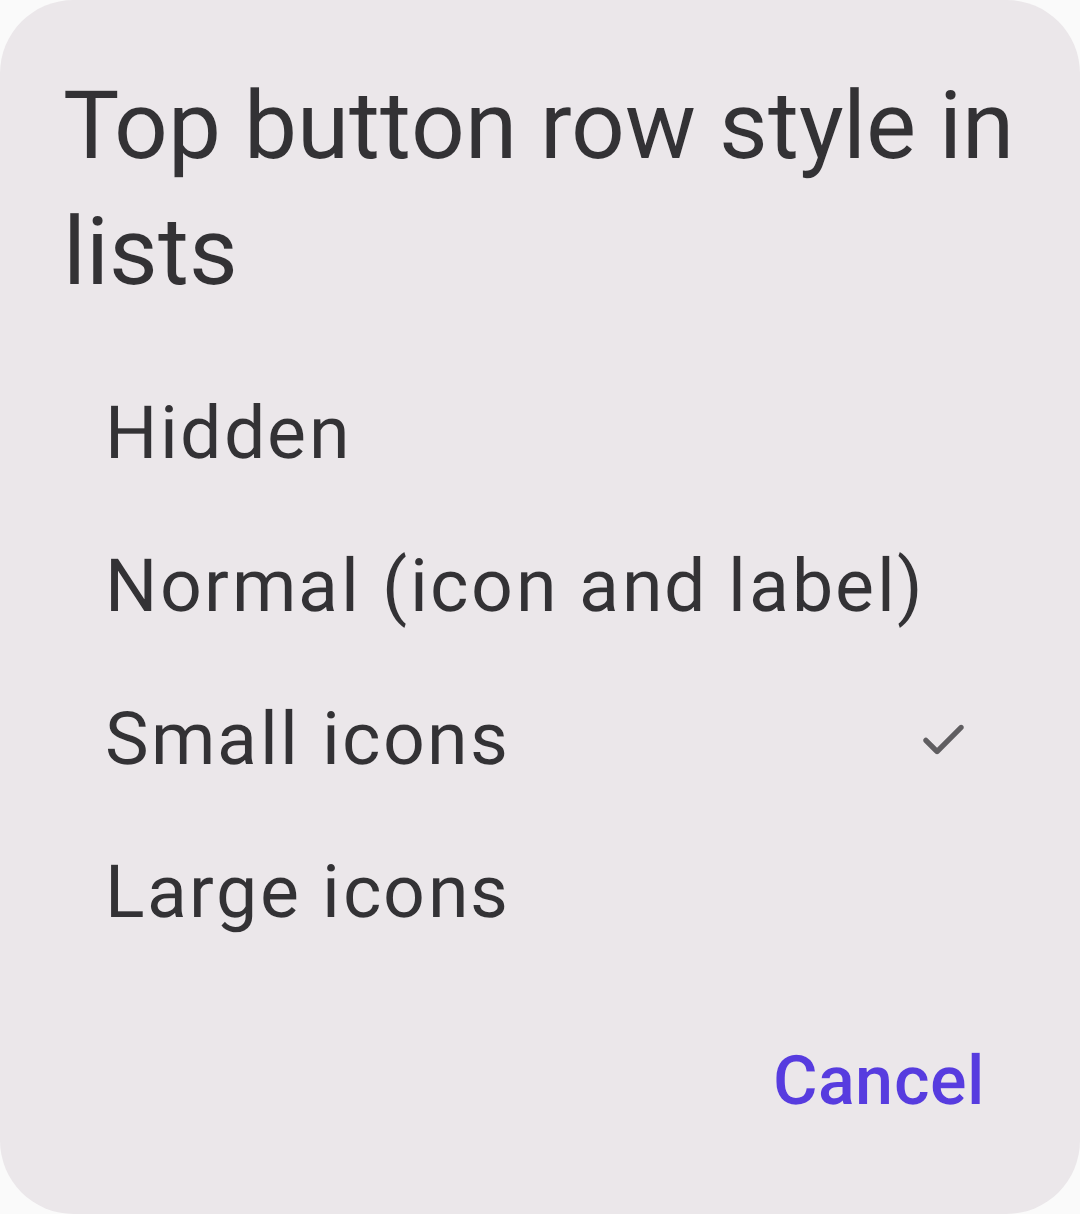 Top button row style in
lists
Hidden
Normal (icon and label)
Small icons
Large icons
Cancel